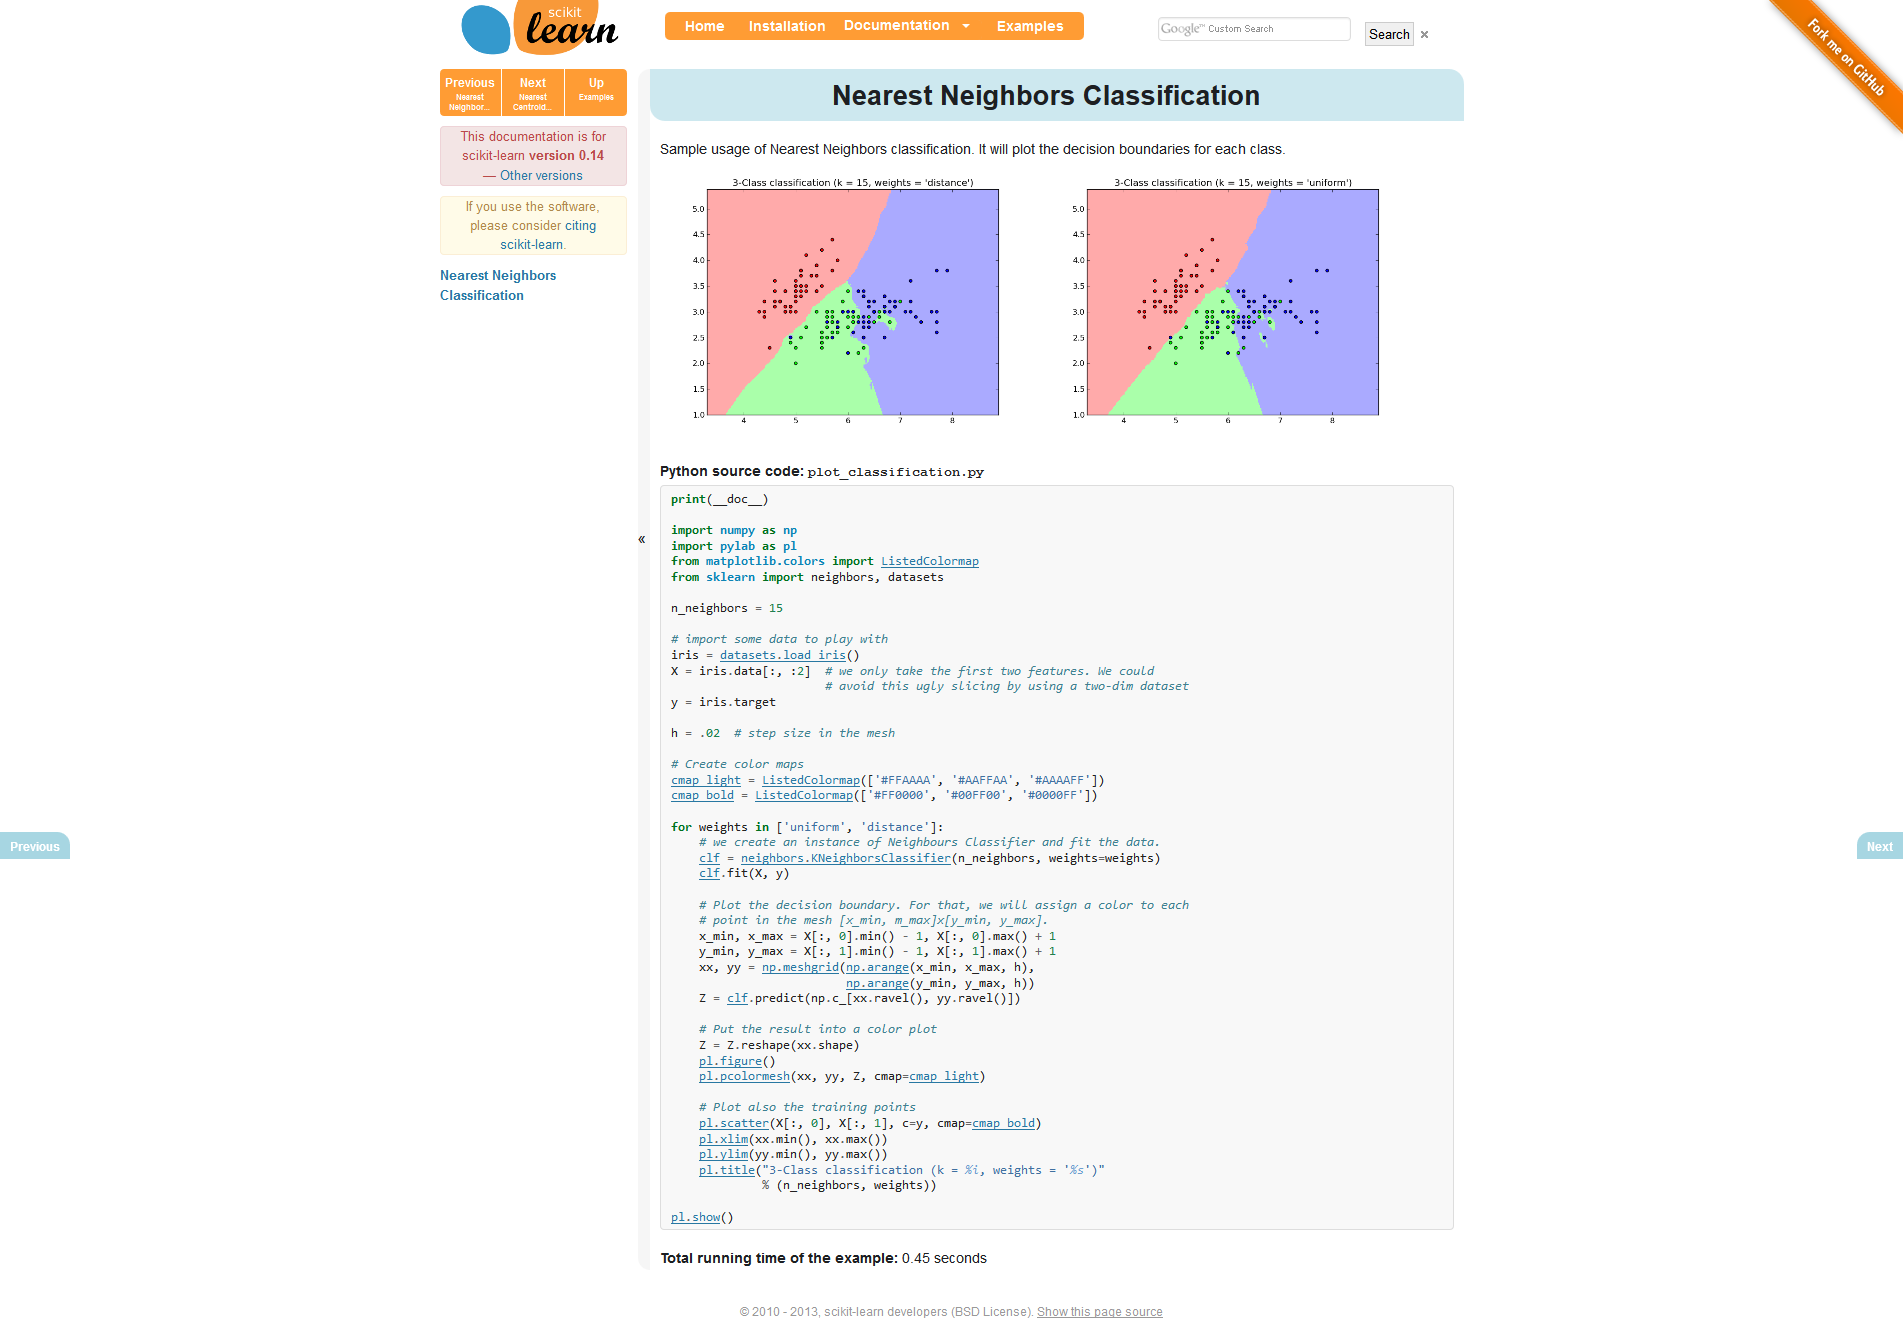 scikit
learn
Home Installation Documentation Examples
Google™ Custom Search
Search ×
Fork me on GitHub
Previous Next Up
Nearest Nearest Examples
Neighbor... Centroid...
This documentation is for
scikit-learn version 0.14
— Other versions
If you use the software,
please consider citing
scikit-learn.
Nearest Neighbors
Classification
«
Previous
Next
Nearest Neighbors Classification
Sample usage of Nearest Neighbors classification. It will plot the decision boundaries for each class.
3-Class classification (k = 15, weights = 'distance')
5.0
4.5
4.0
3.5
3.0
2.5
2.0
1.5
1.0
4 5 6 7 8
3-Class classification (k = 15, weights = 'uniform')
5.0
4.5
4.0
3.5
3.0
2.5
2.0
1.5
1.0
4 5 6 7 8
Python source code: plot_classification.py
print(__doc__)
import numpy as np
import pylab as pl
from matplotlib.colors import ListedColormap
from sklearn import neighbors, datasets
n_neighbors = 15
# import some data to play with
iris = datasets.load_iris()
X = iris.data[:, :2]  # we only take the first two features. We could
                      # avoid this ugly slicing by using a two-dim dataset
y = iris.target
h = .02  # step size in the mesh
# Create color maps
cmap_light = ListedColormap(['#FFAAAA', '#AAFFAA', '#AAAAFF'])
cmap_bold = ListedColormap(['#FF0000', '#00FF00', '#0000FF'])
for weights in ['uniform', 'distance']:
    # we create an instance of Neighbours Classifier and fit the data.
    clf = neighbors.KNeighborsClassifier(n_neighbors, weights=weights)
    clf.fit(X, y)
    # Plot the decision boundary. For that, we will assign a color to each
    # point in the mesh [x_min, m_max]x[y_min, y_max].
    x_min, x_max = X[:, 0].min() - 1, X[:, 0].max() + 1
    y_min, y_max = X[:, 1].min() - 1, X[:, 1].max() + 1
    xx, yy = np.meshgrid(np.arange(x_min, x_max, h),
                         np.arange(y_min, y_max, h))
    Z = clf.predict(np.c_[xx.ravel(), yy.ravel()])
    # Put the result into a color plot
    Z = Z.reshape(xx.shape)
    pl.figure()
    pl.pcolormesh(xx, yy, Z, cmap=cmap_light)
    # Plot also the training points
    pl.scatter(X[:, 0], X[:, 1], c=y, cmap=cmap_bold)
    pl.xlim(xx.min(), xx.max())
    pl.ylim(yy.min(), yy.max())
    pl.title("3-Class classification (k = %i, weights = '%s')"
             % (n_neighbors, weights))
pl.show()
Total running time of the example: 0.45 seconds
© 2010 - 2013, scikit-learn developers (BSD License). Show this page source